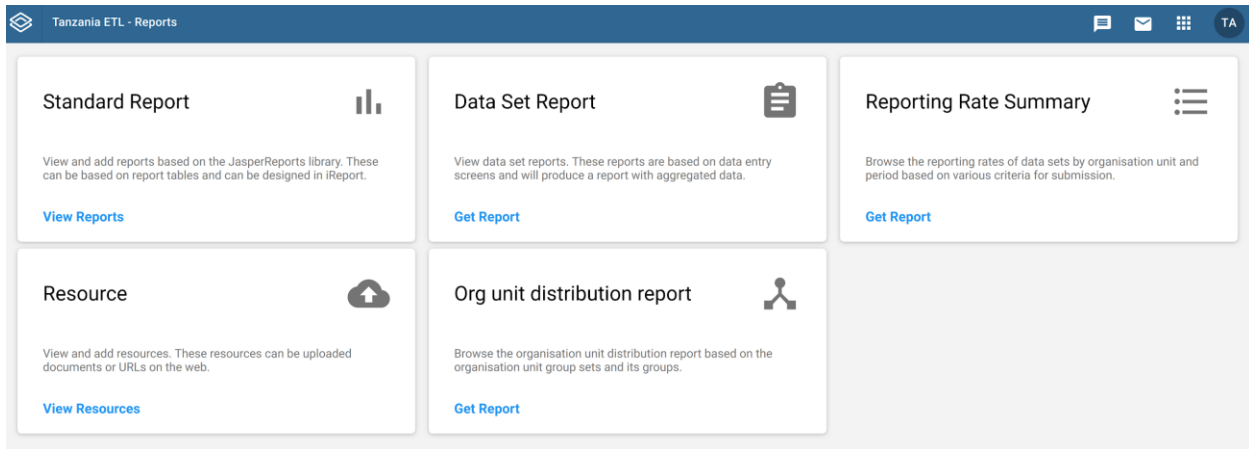 Tanzania ETL - Reports
TA
Standard Report
View and add reports based on the JasperReports library. These
can be based on report tables and can be designed in iReport.
View Reports
Data Set Report
View data set reports. These reports are based on data entry
screens and will produce a report with aggregated data.
Get Report
Reporting Rate Summary
Browse the reporting rates of data sets by organisation unit and
period based on various criteria for submission.
Get Report
Resource
View and add resources. These resources can be uploaded
documents or URLs on the web.
View Resources
Org unit distribution report
Browse the organisation unit distribution report based on the
organisation unit group sets and its groups.
Get Report